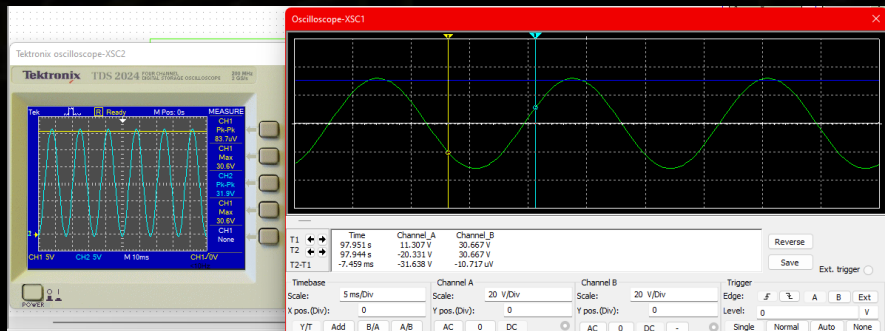 Oscilloscope-XSC1
Tektronix oscilloscope-XSC2
Tektronix TDS 2024 FOUR CHANNEL DIGITAL STORAGE OSCILLOSCOPE 200 MHz 2 GS/s
Tek Ready M Pos: 0s MEASURE
CH1
Pk-Pk
83.7uV
CH1
Max
30.6V
CH2
Pk-Pk
31.9V
CH1
Max
30.6V
CH1
None
CH1 5V CH2 5V M 10ms CH1/0V
POWER
Time Channel_A Channel_B
T1 97.951 s 11.307 V 30.667 V
T2 97.944 s -20.331 V 30.667 V
T2-T1 -7.459 ms -31.638 V -10.717 uV
Reverse
Save
Ext. trigger
Timebase Channel A Channel B Trigger
Scale: 5 ms/Div Scale: 20 V/Div Scale: 20 V/Div Edge: A B Ext
X pos.(Div): 0 Y pos.(Div): 0 Y pos.(Div): 0 Level: 0 V
Y/T Add B/A A/B AC 0 DC AC 0 DC - Single Normal Auto None